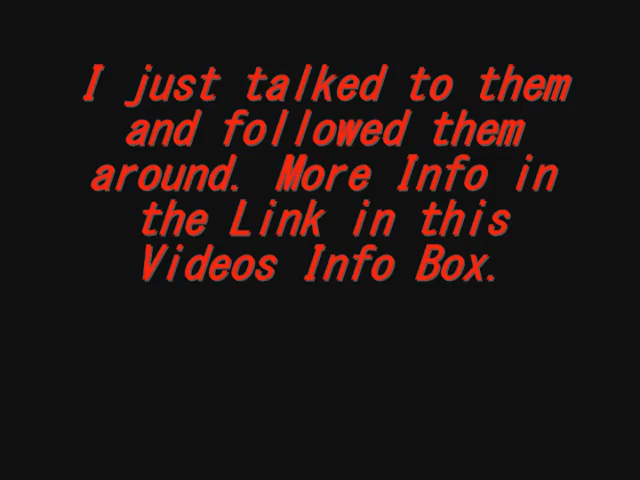 I just talked to them
and followed them
around. More Info in
the Link in this
Videos Info Box.